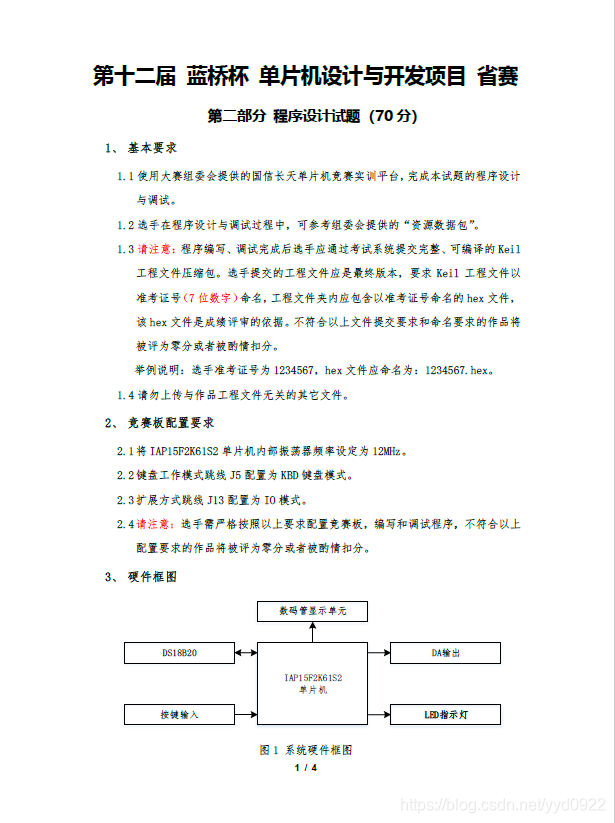 第十二届 蓝桥杯 单片机设计与开发项目 省赛
第二部分 程序设计试题（70 分）
1、 基本要求
1.1 使用大赛组委会提供的国信长天单片机竞赛实训平台，完成本试题的程序设计
与调试。
1.2 选手在程序设计与调试过程中，可参考组委会提供的“资源数据包”。
1.3 请注意：程序编写、调试完成后选手应通过考试系统提交完整、可编译的 Keil
工程文件压缩包。选手提交的工程文件应是最终版本，要求 Keil 工程文件以
准考证号（7 位数字）命名，工程文件夹内应包含以准考证号命名的 hex 文件，
该 hex 文件是成绩评审的依据。不符合以上文件提交要求和命名要求的作品将
被评为零分或者被酌情扣分。
举例说明：选手准考证号为 1234567，hex 文件应命名为：1234567.hex。
1.4 请勿上传与作品工程文件无关的其它文件。
2、 竞赛板配置要求
2.1 将 IAP15F2K61S2 单片机内部振荡器频率设定为 12MHz。
2.2 键盘工作模式跳线 J5 配置为 KBD 键盘模式。
2.3 扩展方式跳线 J13 配置为 IO 模式。
2.4 请注意：选手需严格按照以上要求配置竞赛板，编写和调试程序，不符合以上
配置要求的作品将被评为零分或者被酌情扣分。
3、 硬件框图
数码管显示单元
DS18B20
IAP15F2K61S2
单片机
DA输出
按键输入
LED指示灯
图 1 系统硬件框图
1 / 4
https://blog.csdn.net/yyd0922